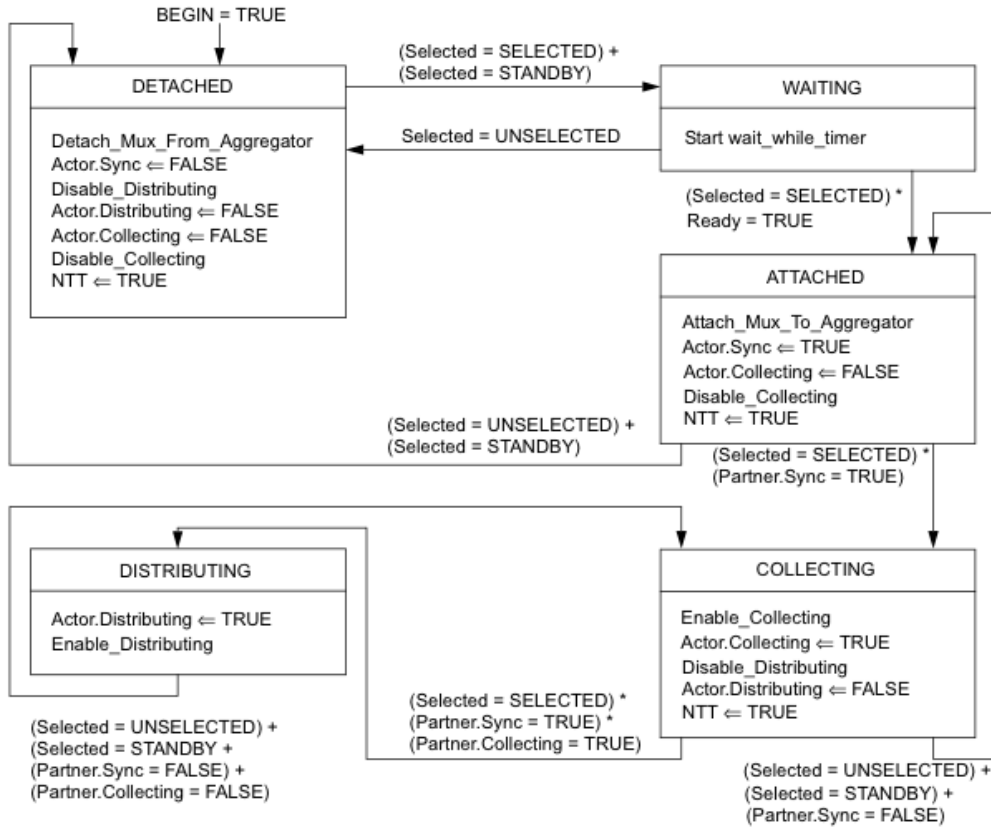 BEGIN = TRUE
(Selected = SELECTED) +
(Selected = STANDBY)
DETACHED
Detach_Mux_From_Aggregator
Actor.Sync ⇐ FALSE
Disable_Distributing
Actor.Distributing ⇐ FALSE
Actor.Collecting ⇐ FALSE
Disable_Collecting
NTT ⇐ TRUE
WAITING
Start wait_while_timer
Selected = UNSELECTED
(Selected = SELECTED) *
Ready = TRUE
ATTACHED
Attach_Mux_To_Aggregator
Actor.Sync ⇐ TRUE
Actor.Collecting ⇐ FALSE
Disable_Collecting
NTT ⇐ TRUE
(Selected = UNSELECTED) +
(Selected = STANDBY)
(Selected = SELECTED) *
(Partner.Sync = TRUE)
DISTRIBUTING
Actor.Distributing ⇐ TRUE
Enable_Distributing
COLLECTING
Enable_Collecting
Actor.Collecting ⇐ TRUE
Disable_Distributing
Actor.Distributing ⇐ FALSE
NTT ⇐ TRUE
(Selected = SELECTED) *
(Partner.Sync = TRUE) *
(Partner.Collecting = TRUE)
(Selected = UNSELECTED) +
(Selected = STANDBY +
(Partner.Sync = FALSE) +
(Partner.Collecting = FALSE)
(Selected = UNSELECTED) +
(Selected = STANDBY) +
(Partner.Sync = FALSE)